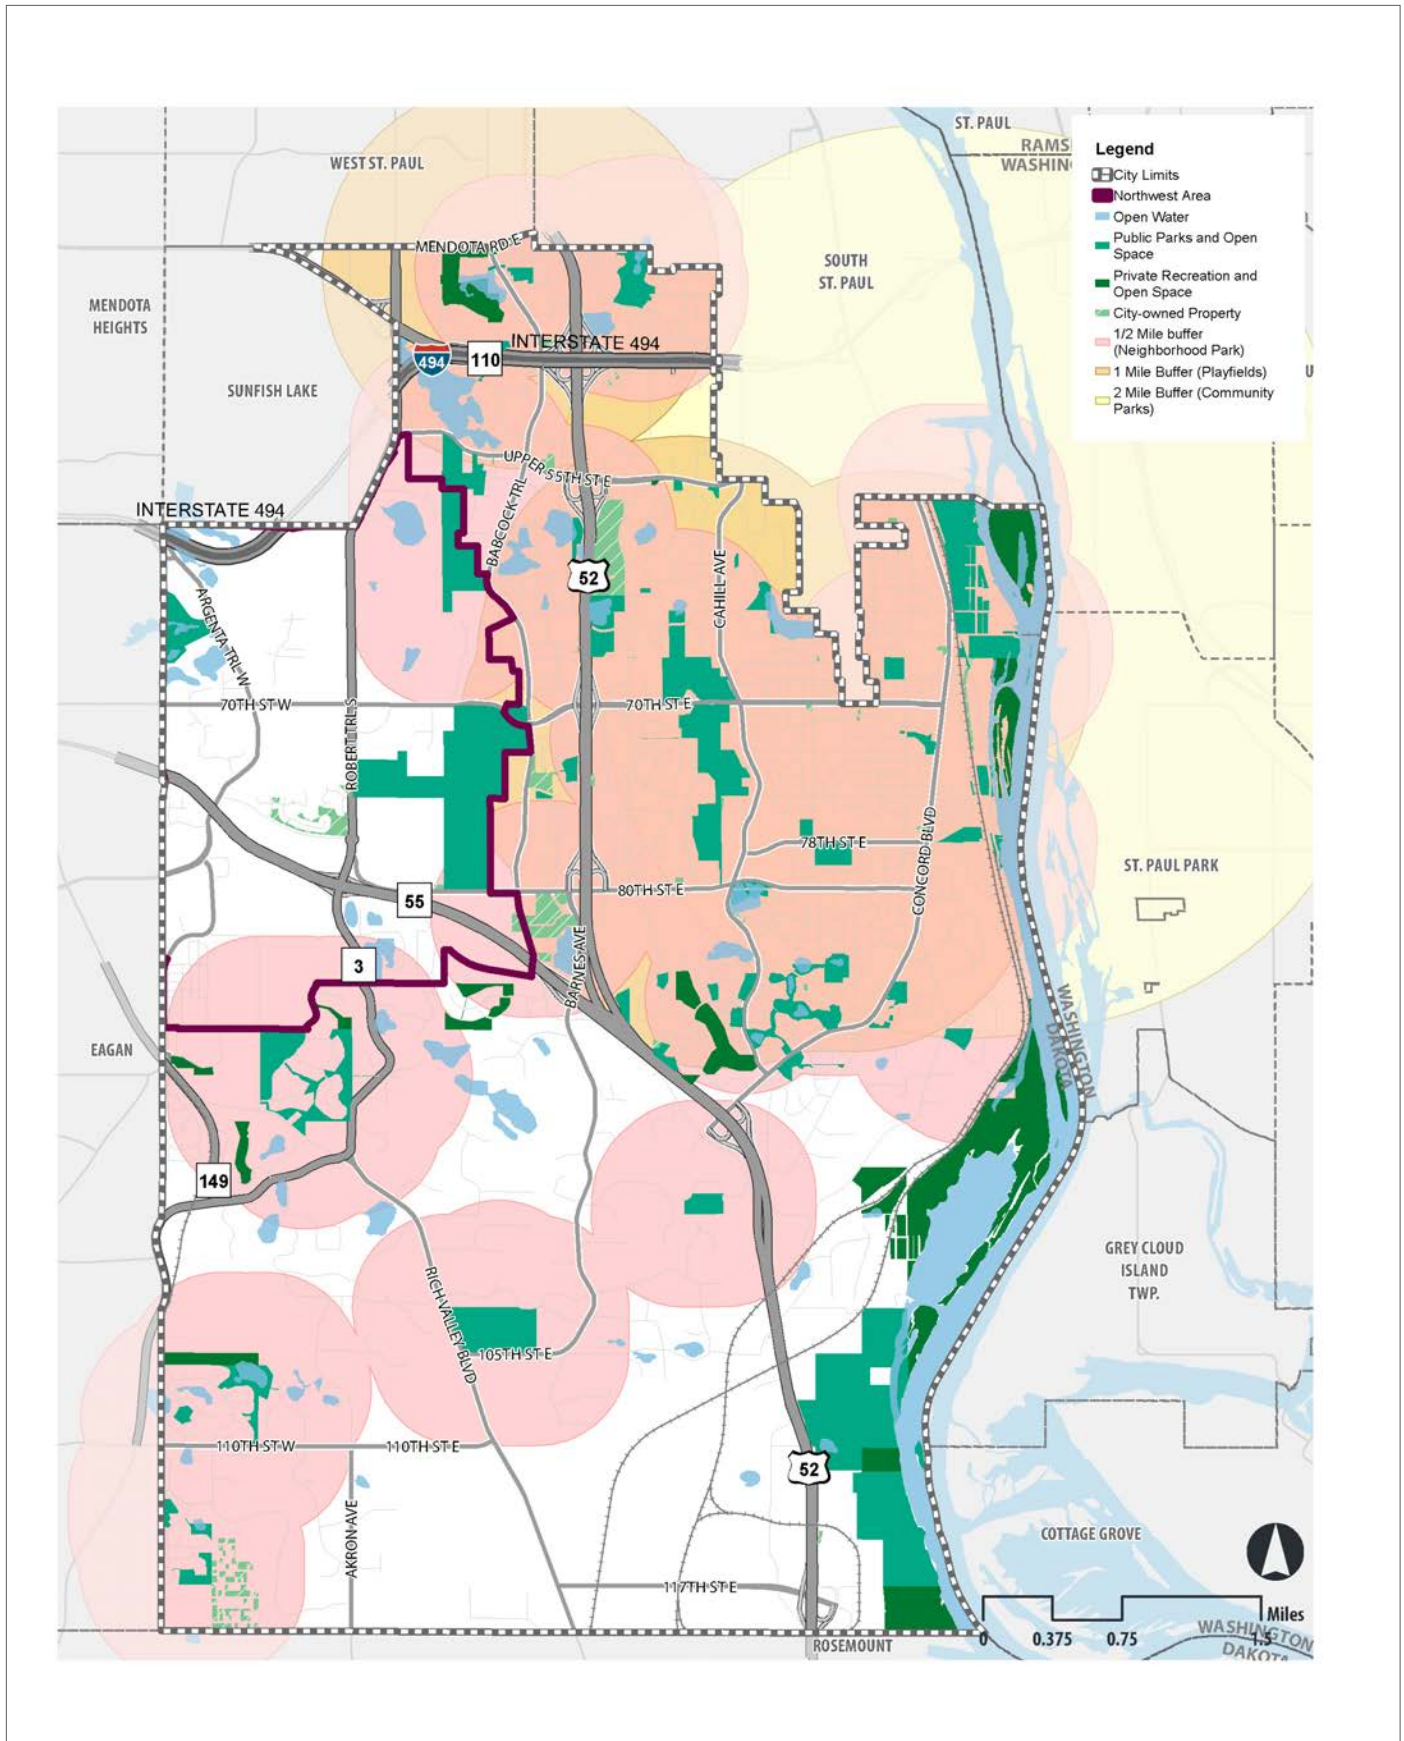 ST. PAUL
WEST ST. PAUL
RAMS
WASHIN
Legend
City Limits
Northwest Area
Open Water
Public Parks and Open
Space
Private Recreation and
Open Space
City-owned Property
1/2 Mile buffer
(Neighborhood Park)
1 Mile Buffer (Playfields)
2 Mile Buffer (Community
Parks)
MENDOTA RD E
SOUTH
ST. PAUL
MENDOTA
HEIGHTS
INTERSTATE 494
494
110
U
SUNFISH LAKE
UPPER 55TH ST E
BABCOCK TRL
INTERSTATE 494
52
CAHILL AVE
ARGENTA TRL W
70TH ST W
70TH ST E
ROBERT TRL S
CONCORD BLVD
78TH ST E
ST. PAUL PARK
80TH ST E
55
3
BARNES AVE
WASHINGTON
DAKOTA
EAGAN
149
GREY CLOUD
ISLAND
TWP.
RICH VALLEY BLVD
105TH ST E
110TH ST W
110TH ST E
52
AKRON AVE
COTTAGE GROVE
117TH ST E
Miles
0
0.375
0.75
1.5
WASHINGTON
DAKOTA
ROSEMOUNT